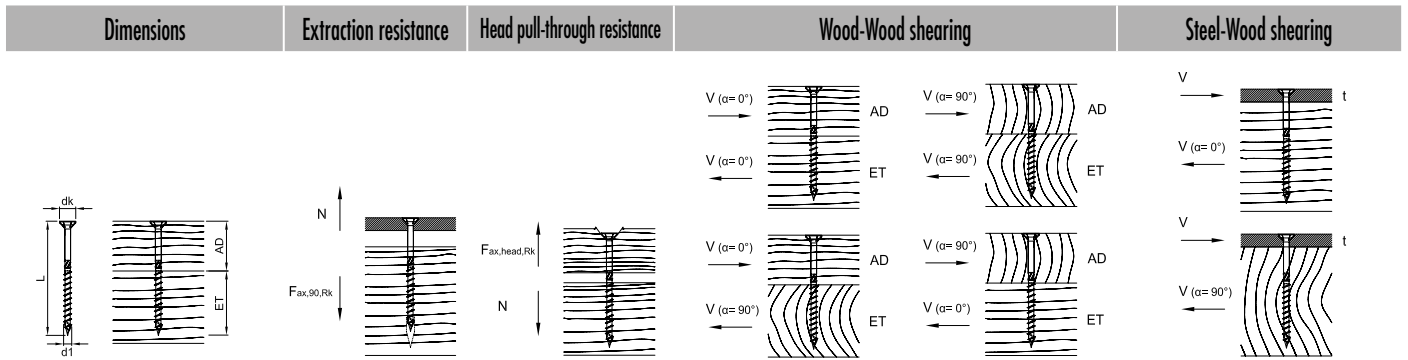 Dimensions
Extraction resistance
Head pull-through resistance
Wood-Wood shearing
Steel-Wood shearing
dk
L
d1
AD
ET
N
Fax,90,Rk
Fax,head,Rk
N
V (α= 0°)
AD
V (α= 0°)
ET
V (α= 90°)
AD
V (α= 90°)
ET
V (α= 0°)
AD
V (α= 90°)
ET
V (α= 90°)
AD
V (α= 0°)
ET
V
t
V (α= 0°)
V
t
V (α= 90°)